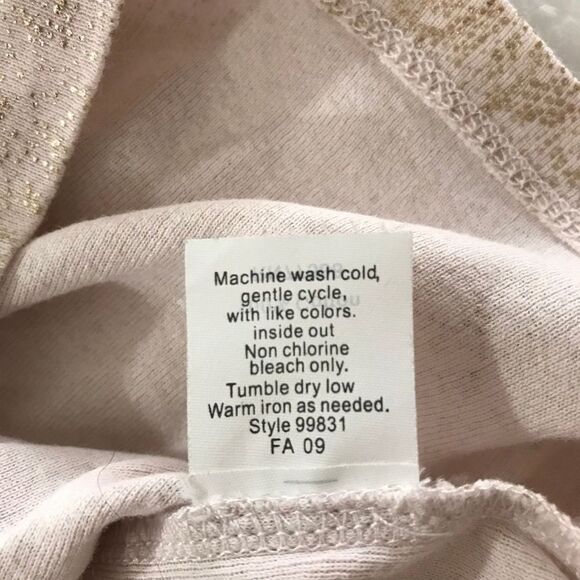 Machine wash cold,
gentle cycle,
with like colors.
inside out
Non chlorine
bleach only.
Tumble dry low
Warm iron as needed.
Style 99831
FA 09